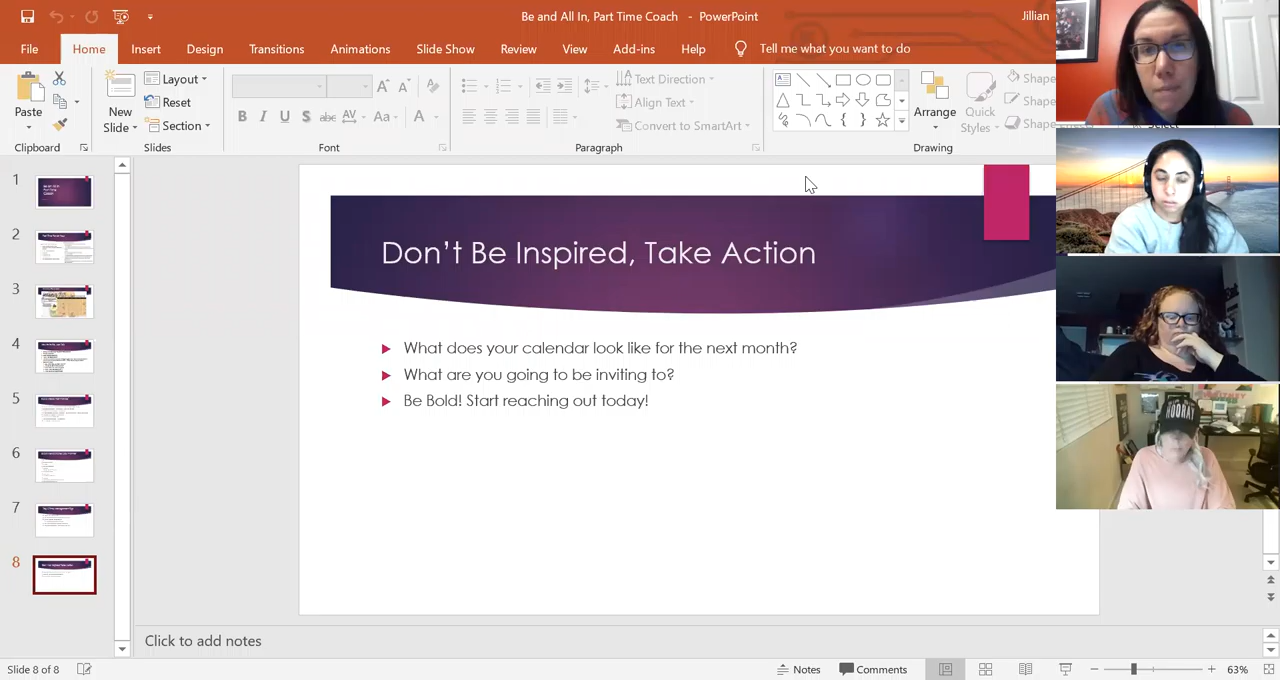 Be and All In, Part Time Coach - PowerPoint
Jillian
File Home Insert Design Transitions Animations Slide Show Review View Add-ins Help Tell me what you want to do
Paste
Clipboard
New
Slide
Layout
Reset
Section
Slides
B I U S abc AV Aa A
Font
Text Direction
Align Text
Convert to SmartArt
Paragraph
Arrange
Quick
Styles
Shape
Shape
Drawing
HOORAY
1
2
3
4
5
6
7
8
Don't Be Inspired, Take Action
What does your calendar look like for the next month?
What are you going to be inviting to?
Be Bold! Start reaching out today!
Click to add notes
Slide 8 of 8
Notes
Comments
63%